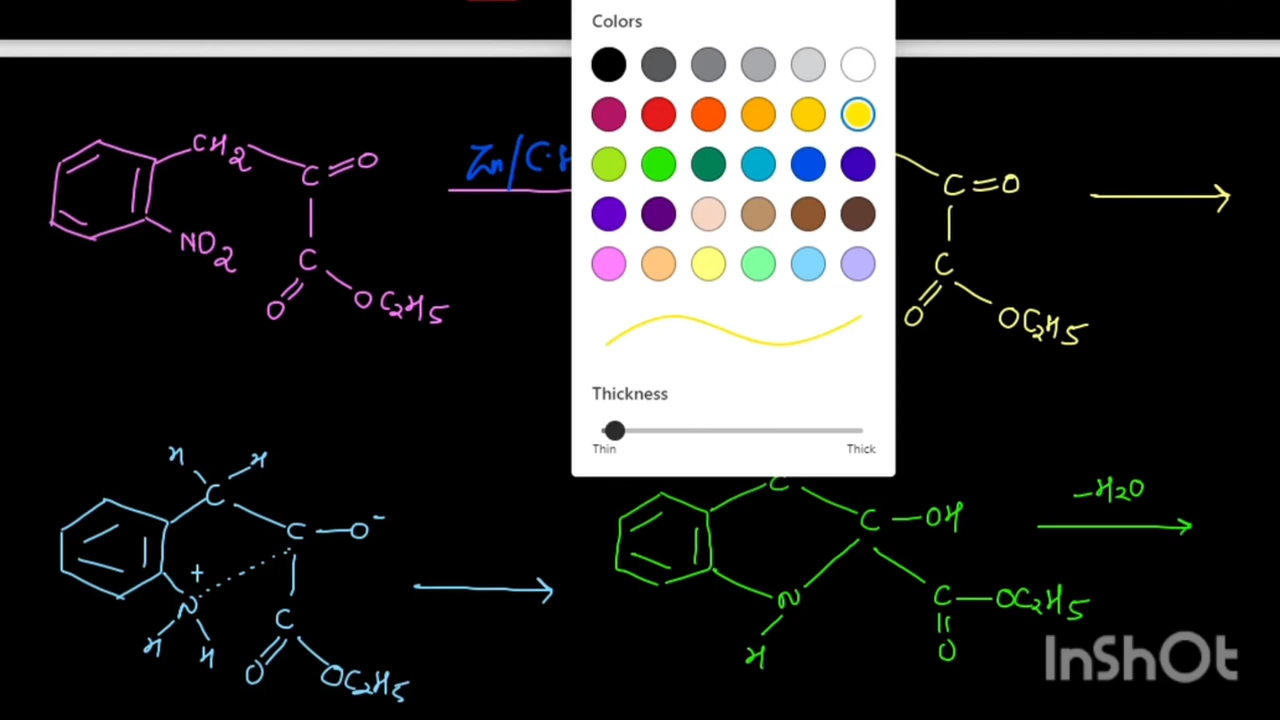 Colors
CH2
C=O
NO2
C
O
OC2H5
Zn/C.H
C=O
C
O
OC2H5
Thickness
Thin
Thick
H H
C
C—O-
+
N
H H
C
O
OC2H5
C
C—OH
N
H
C—OC2H5
O
-H2O
InShOt